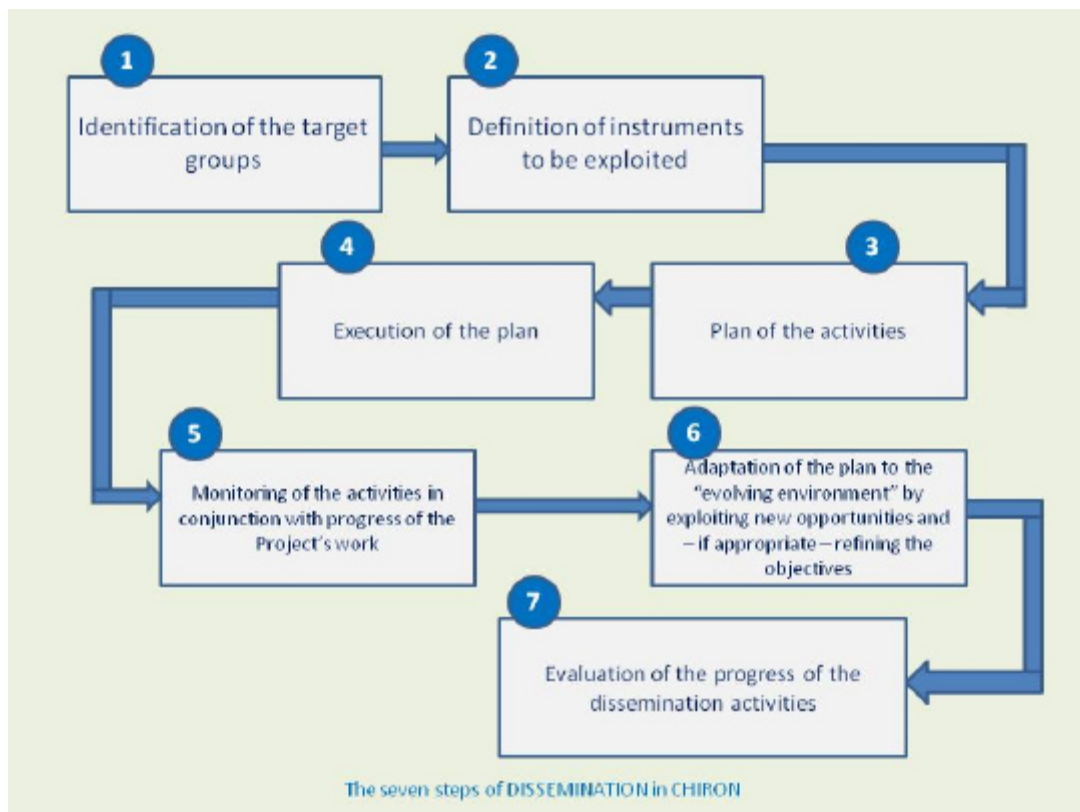 1
Identification of the target
groups
2
Definition of instruments
to be exploited
3
Plan of the activities
4
Execution of the plan
5
Monitoring of the activities in
conjunction with progress of the
Project's work
6
Adaptation of the plan to the
"evolving environment" by
exploiting new opportunities and
– if appropriate – refining the
objectives
7
Evaluation of the progress of the
dissemination activities
The seven steps of DISSEMINATION in CHIRON